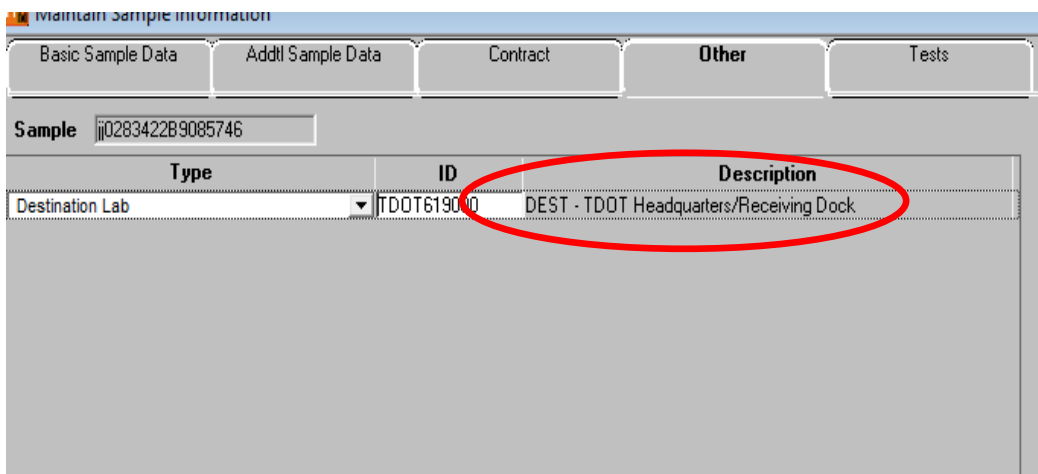 Maintain Sample Information
Basic Sample Data Addtl Sample Data Contract Other Tests
Sample jj0283422B9085746
Type ID Description
Destination Lab TDOT619000 DEST - TDOT Headquarters/Receiving Dock